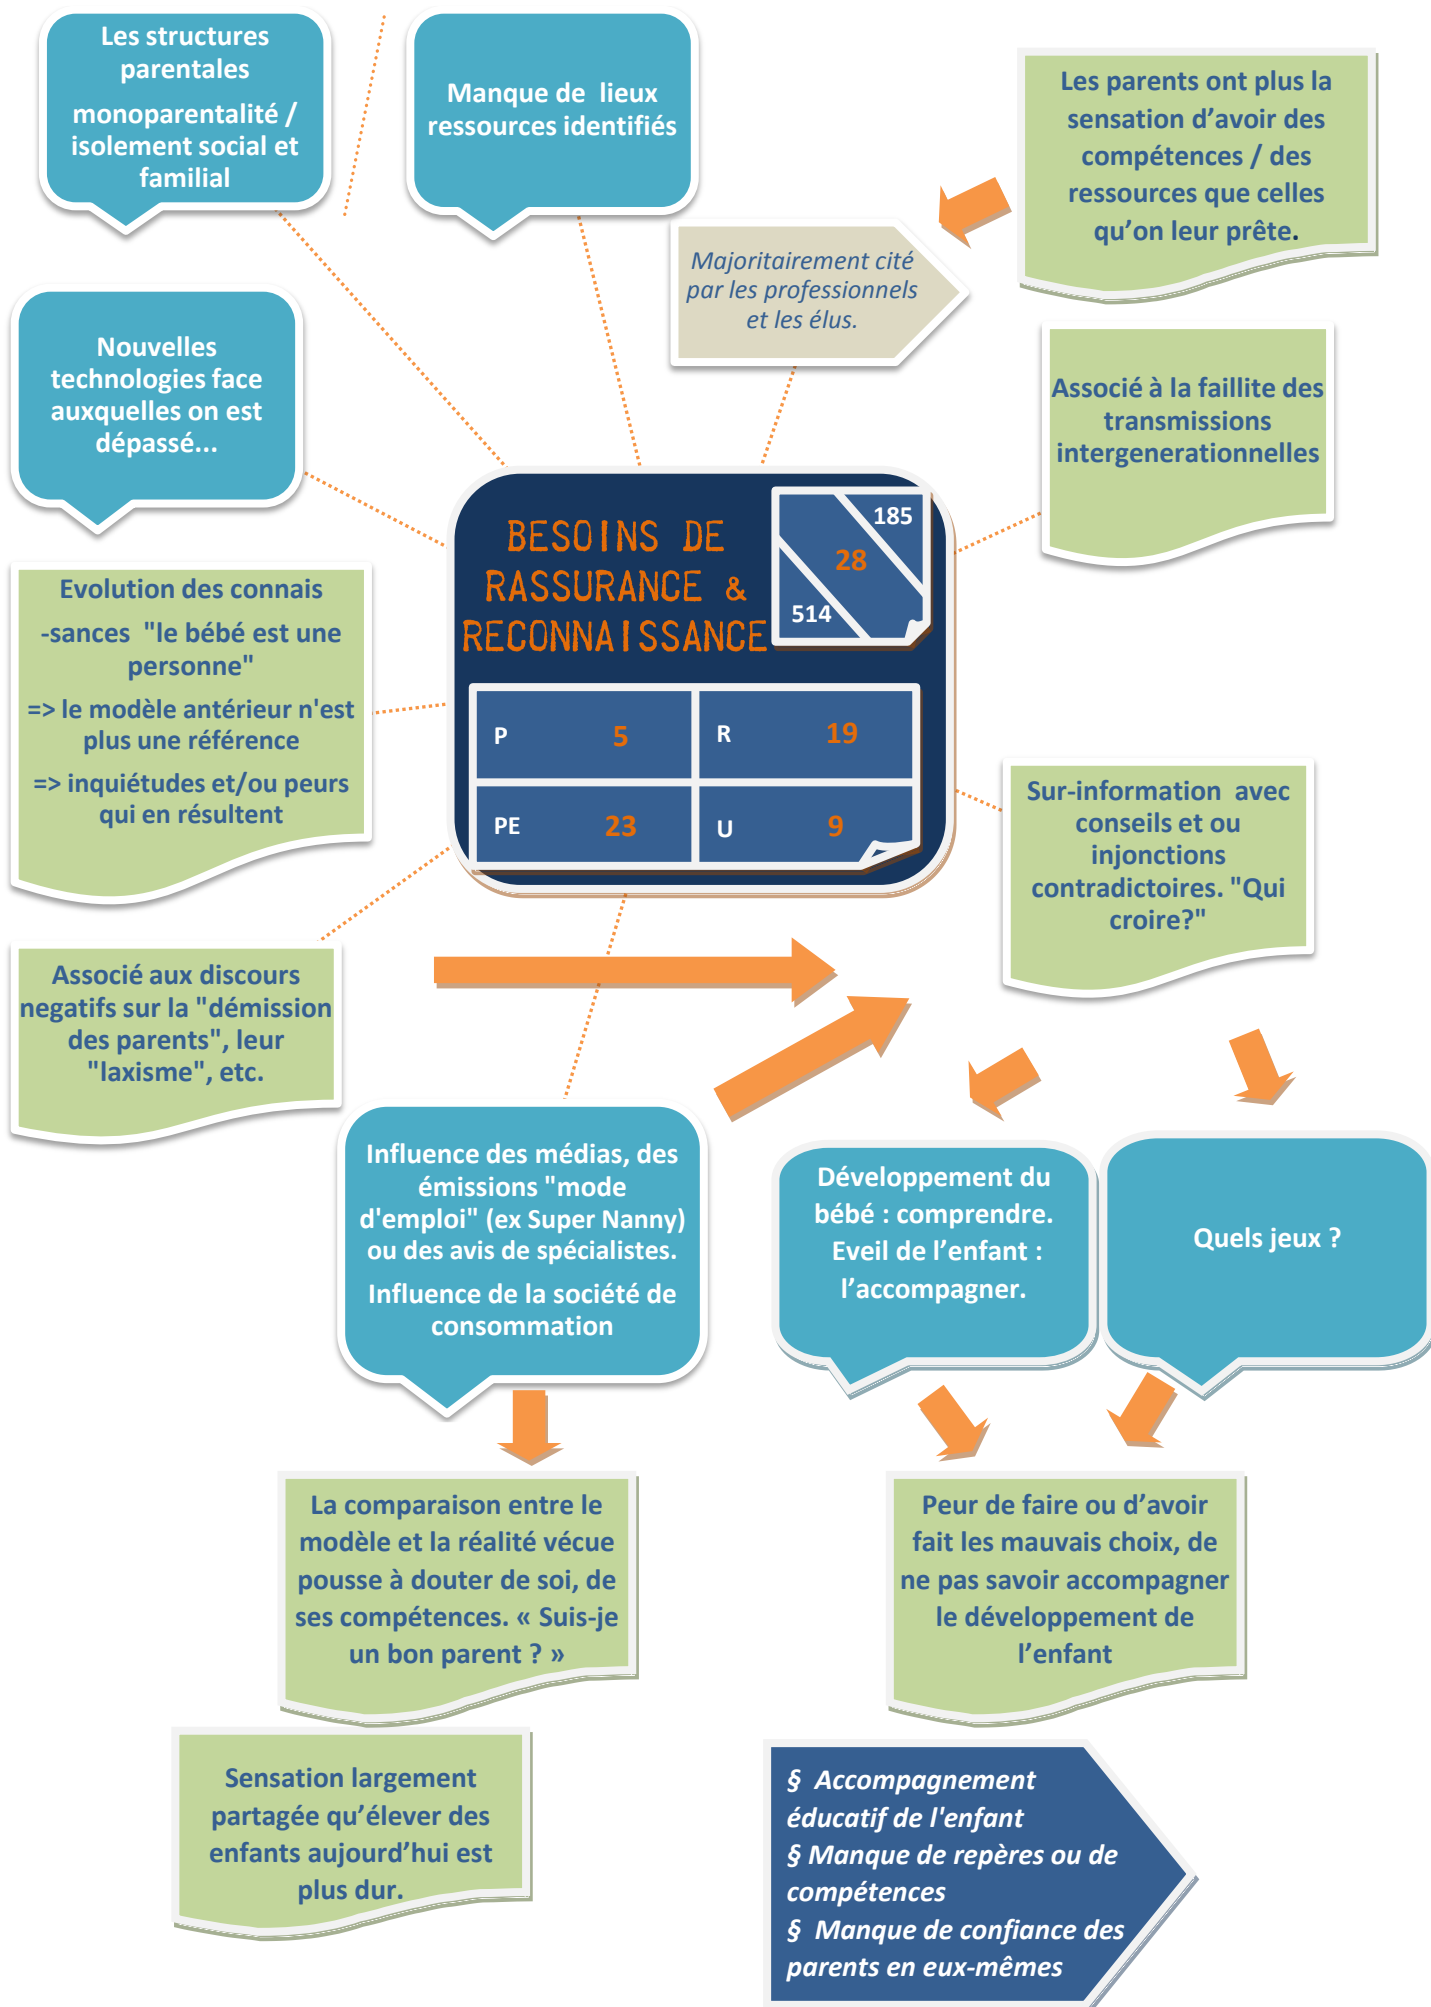 Les structures
parentales
monoparentalité /
isolement social et
familial
Manque de lieux
ressources identifiés
Les parents ont plus la
sensation d'avoir des
compétences / des
ressources que celles
qu'on leur prête.
Majoritairement cité
par les professionnels
et les élus.
Nouvelles
technologies face
auxquelles on est
dépassé...
Associé à la faillite des
transmissions
intergenerationnelles
BESOINS DE
RASSURANCE &
RECONNAISSANCE
185
28
514
P 5 R 19
PE 23 U 9
Evolution des connais
-sances "le bébé est une
personne"
=> le modèle antérieur n'est
plus une référence
=> inquiétudes et/ou peurs
qui en résultent
Sur-information avec
conseils et ou
injonctions
contradictoires. "Qui
croire?"
Associé aux discours
negatifs sur la "démission
des parents", leur
"laxisme", etc.
Influence des médias, des
émissions "mode
d'emploi" (ex Super Nanny)
ou des avis de spécialistes.
Influence de la société de
consommation
Développement du
bébé : comprendre.
Eveil de l'enfant :
l'accompagner.
Quels jeux ?
La comparaison entre le
modèle et la réalité vécue
pousse à douter de soi, de
ses compétences. « Suis-je
un bon parent ? »
Peur de faire ou d'avoir
fait les mauvais choix, de
ne pas savoir accompagner
le développement de
l'enfant
Sensation largement
partagée qu'élever des
enfants aujourd'hui est
plus dur.
§ Accompagnement
éducatif de l'enfant
§ Manque de repères ou de
compétences
§ Manque de confiance des
parents en eux-mêmes